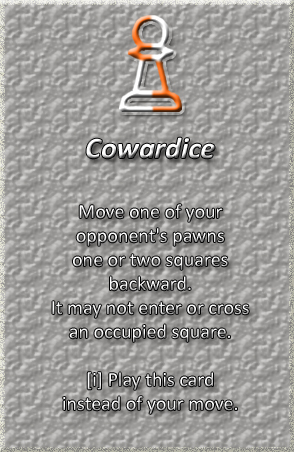 Cowardice
Move one of your
opponent's pawns
one or two squares
backward.
It may not enter or cross
an occupied square.
[i] Play this card
instead of your move.